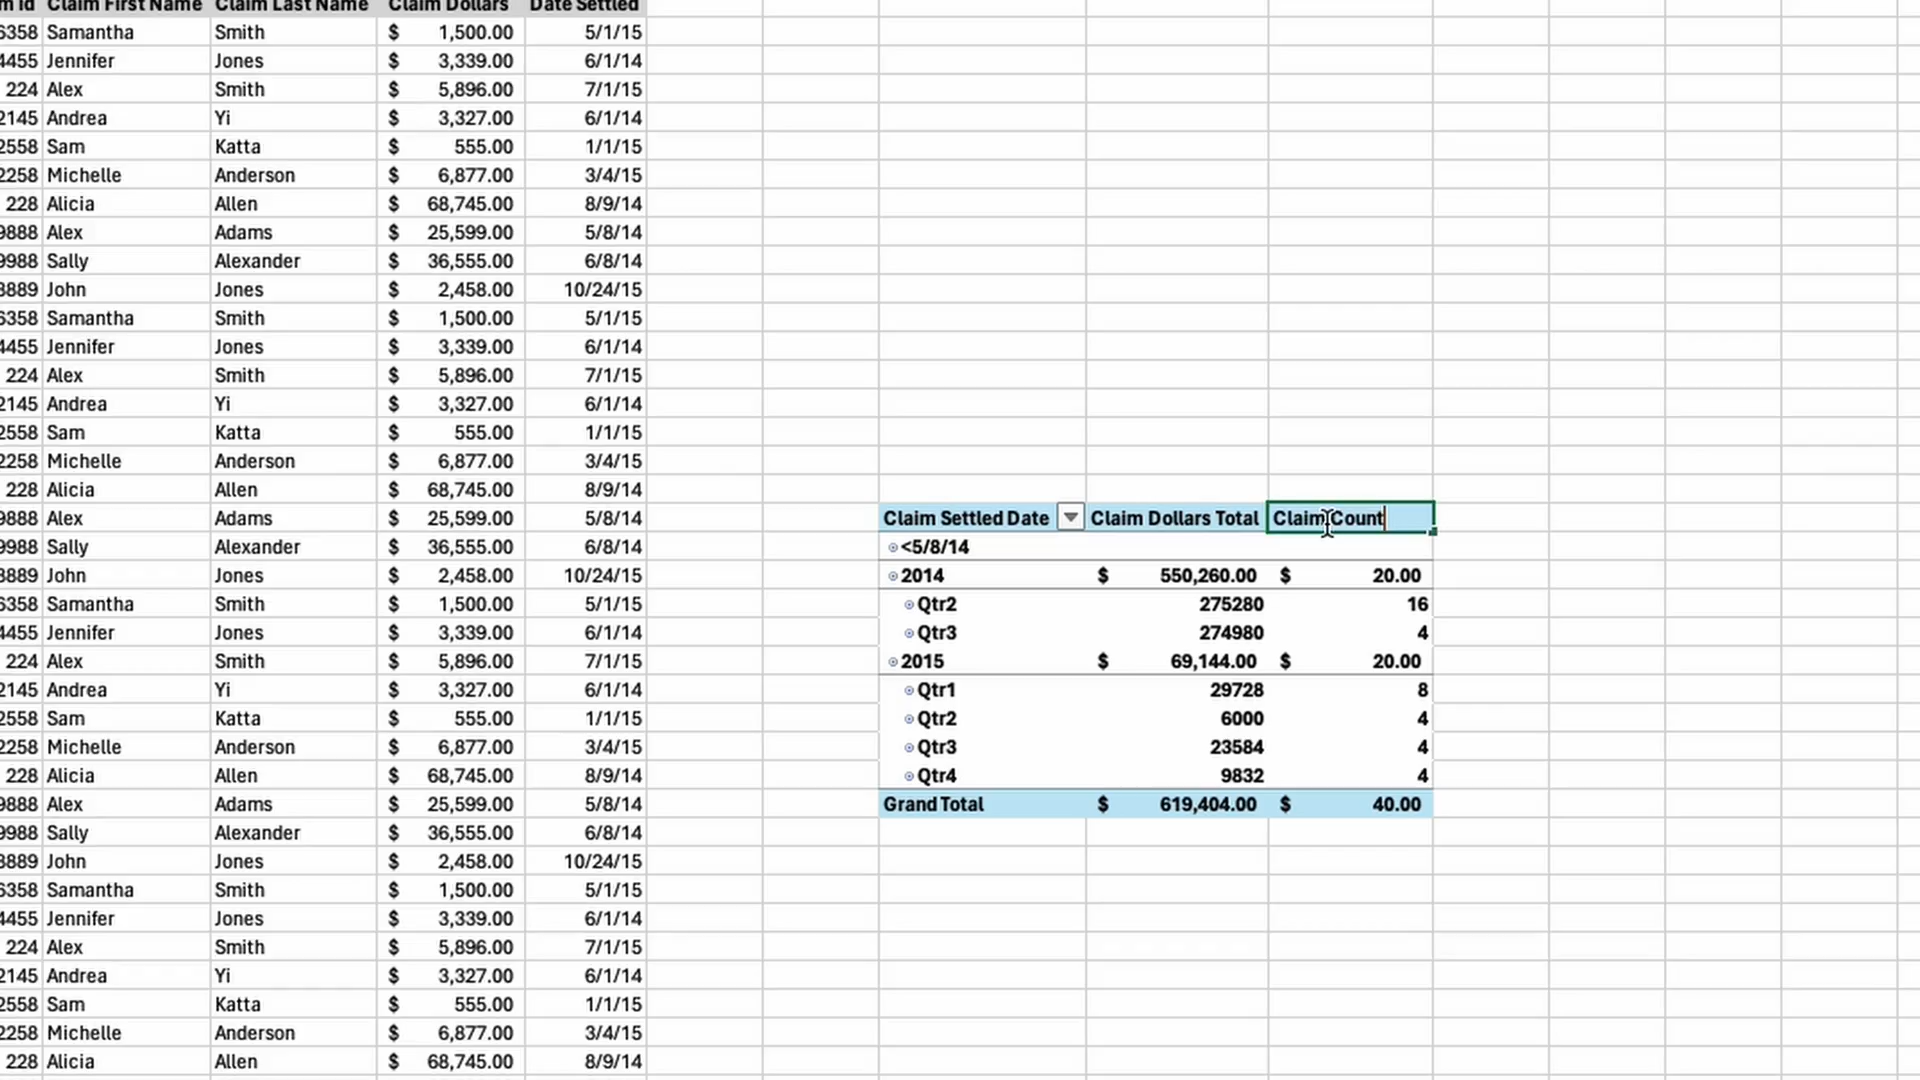 m Id Claim First Name Claim Last Name Claim Dollars Date Settled
6358 Samantha Smith $ 1,500.00 5/1/15
4455 Jennifer Jones $ 3,339.00 6/1/14
224 Alex Smith $ 5,896.00 7/1/15
2145 Andrea Yi $ 3,327.00 6/1/14
2558 Sam Katta $ 555.00 1/1/15
2258 Michelle Anderson $ 6,877.00 3/4/15
228 Alicia Allen $ 68,745.00 8/9/14
9888 Alex Adams $ 25,599.00 5/8/14
9988 Sally Alexander $ 36,555.00 6/8/14
8889 John Jones $ 2,458.00 10/24/15
6358 Samantha Smith $ 1,500.00 5/1/15
4455 Jennifer Jones $ 3,339.00 6/1/14
224 Alex Smith $ 5,896.00 7/1/15
2145 Andrea Yi $ 3,327.00 6/1/14
2558 Sam Katta $ 555.00 1/1/15
2258 Michelle Anderson $ 6,877.00 3/4/15
228 Alicia Allen $ 68,745.00 8/9/14
9888 Alex Adams $ 25,599.00 5/8/14 Claim Settled Date Claim Dollars Total Claim Count
9988 Sally Alexander $ 36,555.00 6/8/14 <5/8/14
8889 John Jones $ 2,458.00 10/24/15 2014 $ 550,260.00 $ 20.00
6358 Samantha Smith $ 1,500.00 5/1/15 Qtr2 275280 16
4455 Jennifer Jones $ 3,339.00 6/1/14 Qtr3 274980 4
224 Alex Smith $ 5,896.00 7/1/15 2015 $ 69,144.00 $ 20.00
2145 Andrea Yi $ 3,327.00 6/1/14 Qtr1 29728 8
2558 Sam Katta $ 555.00 1/1/15 Qtr2 6000 4
2258 Michelle Anderson $ 6,877.00 3/4/15 Qtr3 23584 4
228 Alicia Allen $ 68,745.00 8/9/14 Qtr4 9832 4
9888 Alex Adams $ 25,599.00 5/8/14 Grand Total $ 619,404.00 $ 40.00
9988 Sally Alexander $ 36,555.00 6/8/14
8889 John Jones $ 2,458.00 10/24/15
6358 Samantha Smith $ 1,500.00 5/1/15
4455 Jennifer Jones $ 3,339.00 6/1/14
224 Alex Smith $ 5,896.00 7/1/15
2145 Andrea Yi $ 3,327.00 6/1/14
2558 Sam Katta $ 555.00 1/1/15
2258 Michelle Anderson $ 6,877.00 3/4/15
228 Alicia Allen $ 68,745.00 8/9/14